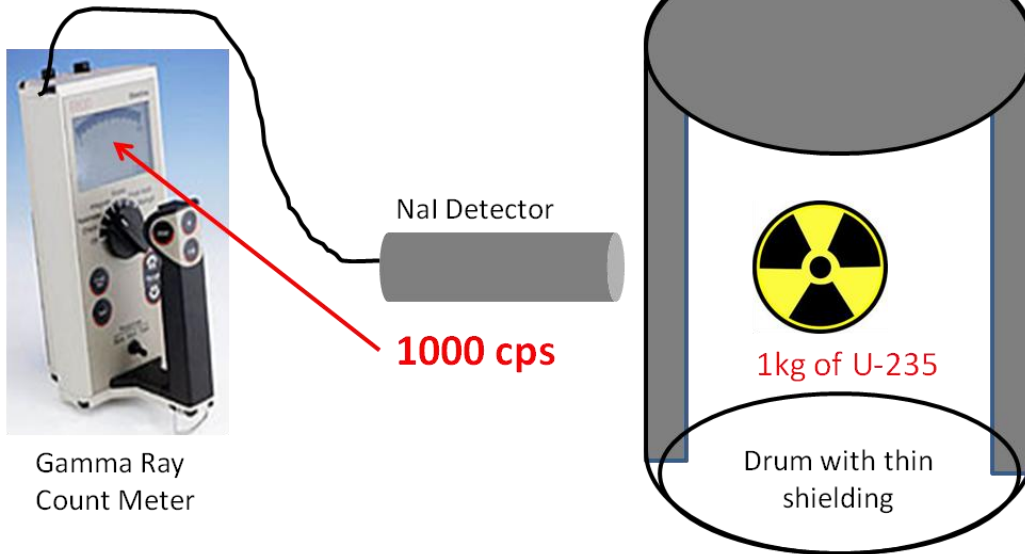 NaI Detector
1000 cps
1kg of U-235
Gamma Ray
Count Meter
Drum with thin
shielding